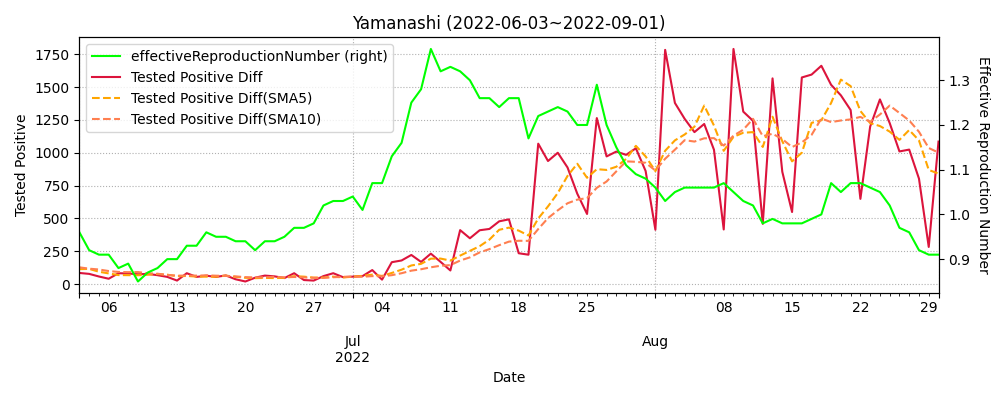 Yamanashi (2022-06-03~2022-09-01)
effectiveReproductionNumber (right)
Tested Positive Diff
Tested Positive Diff(SMA5)
Tested Positive Diff(SMA10)
Tested Positive
1750
1500
1250
1000
750
500
250
0
Effective Reproduction Number
1.3
1.2
1.1
1.0
0.9
06
13
20
27
04
11
18
25
08
15
22
29
Jul
2022
Aug
Date